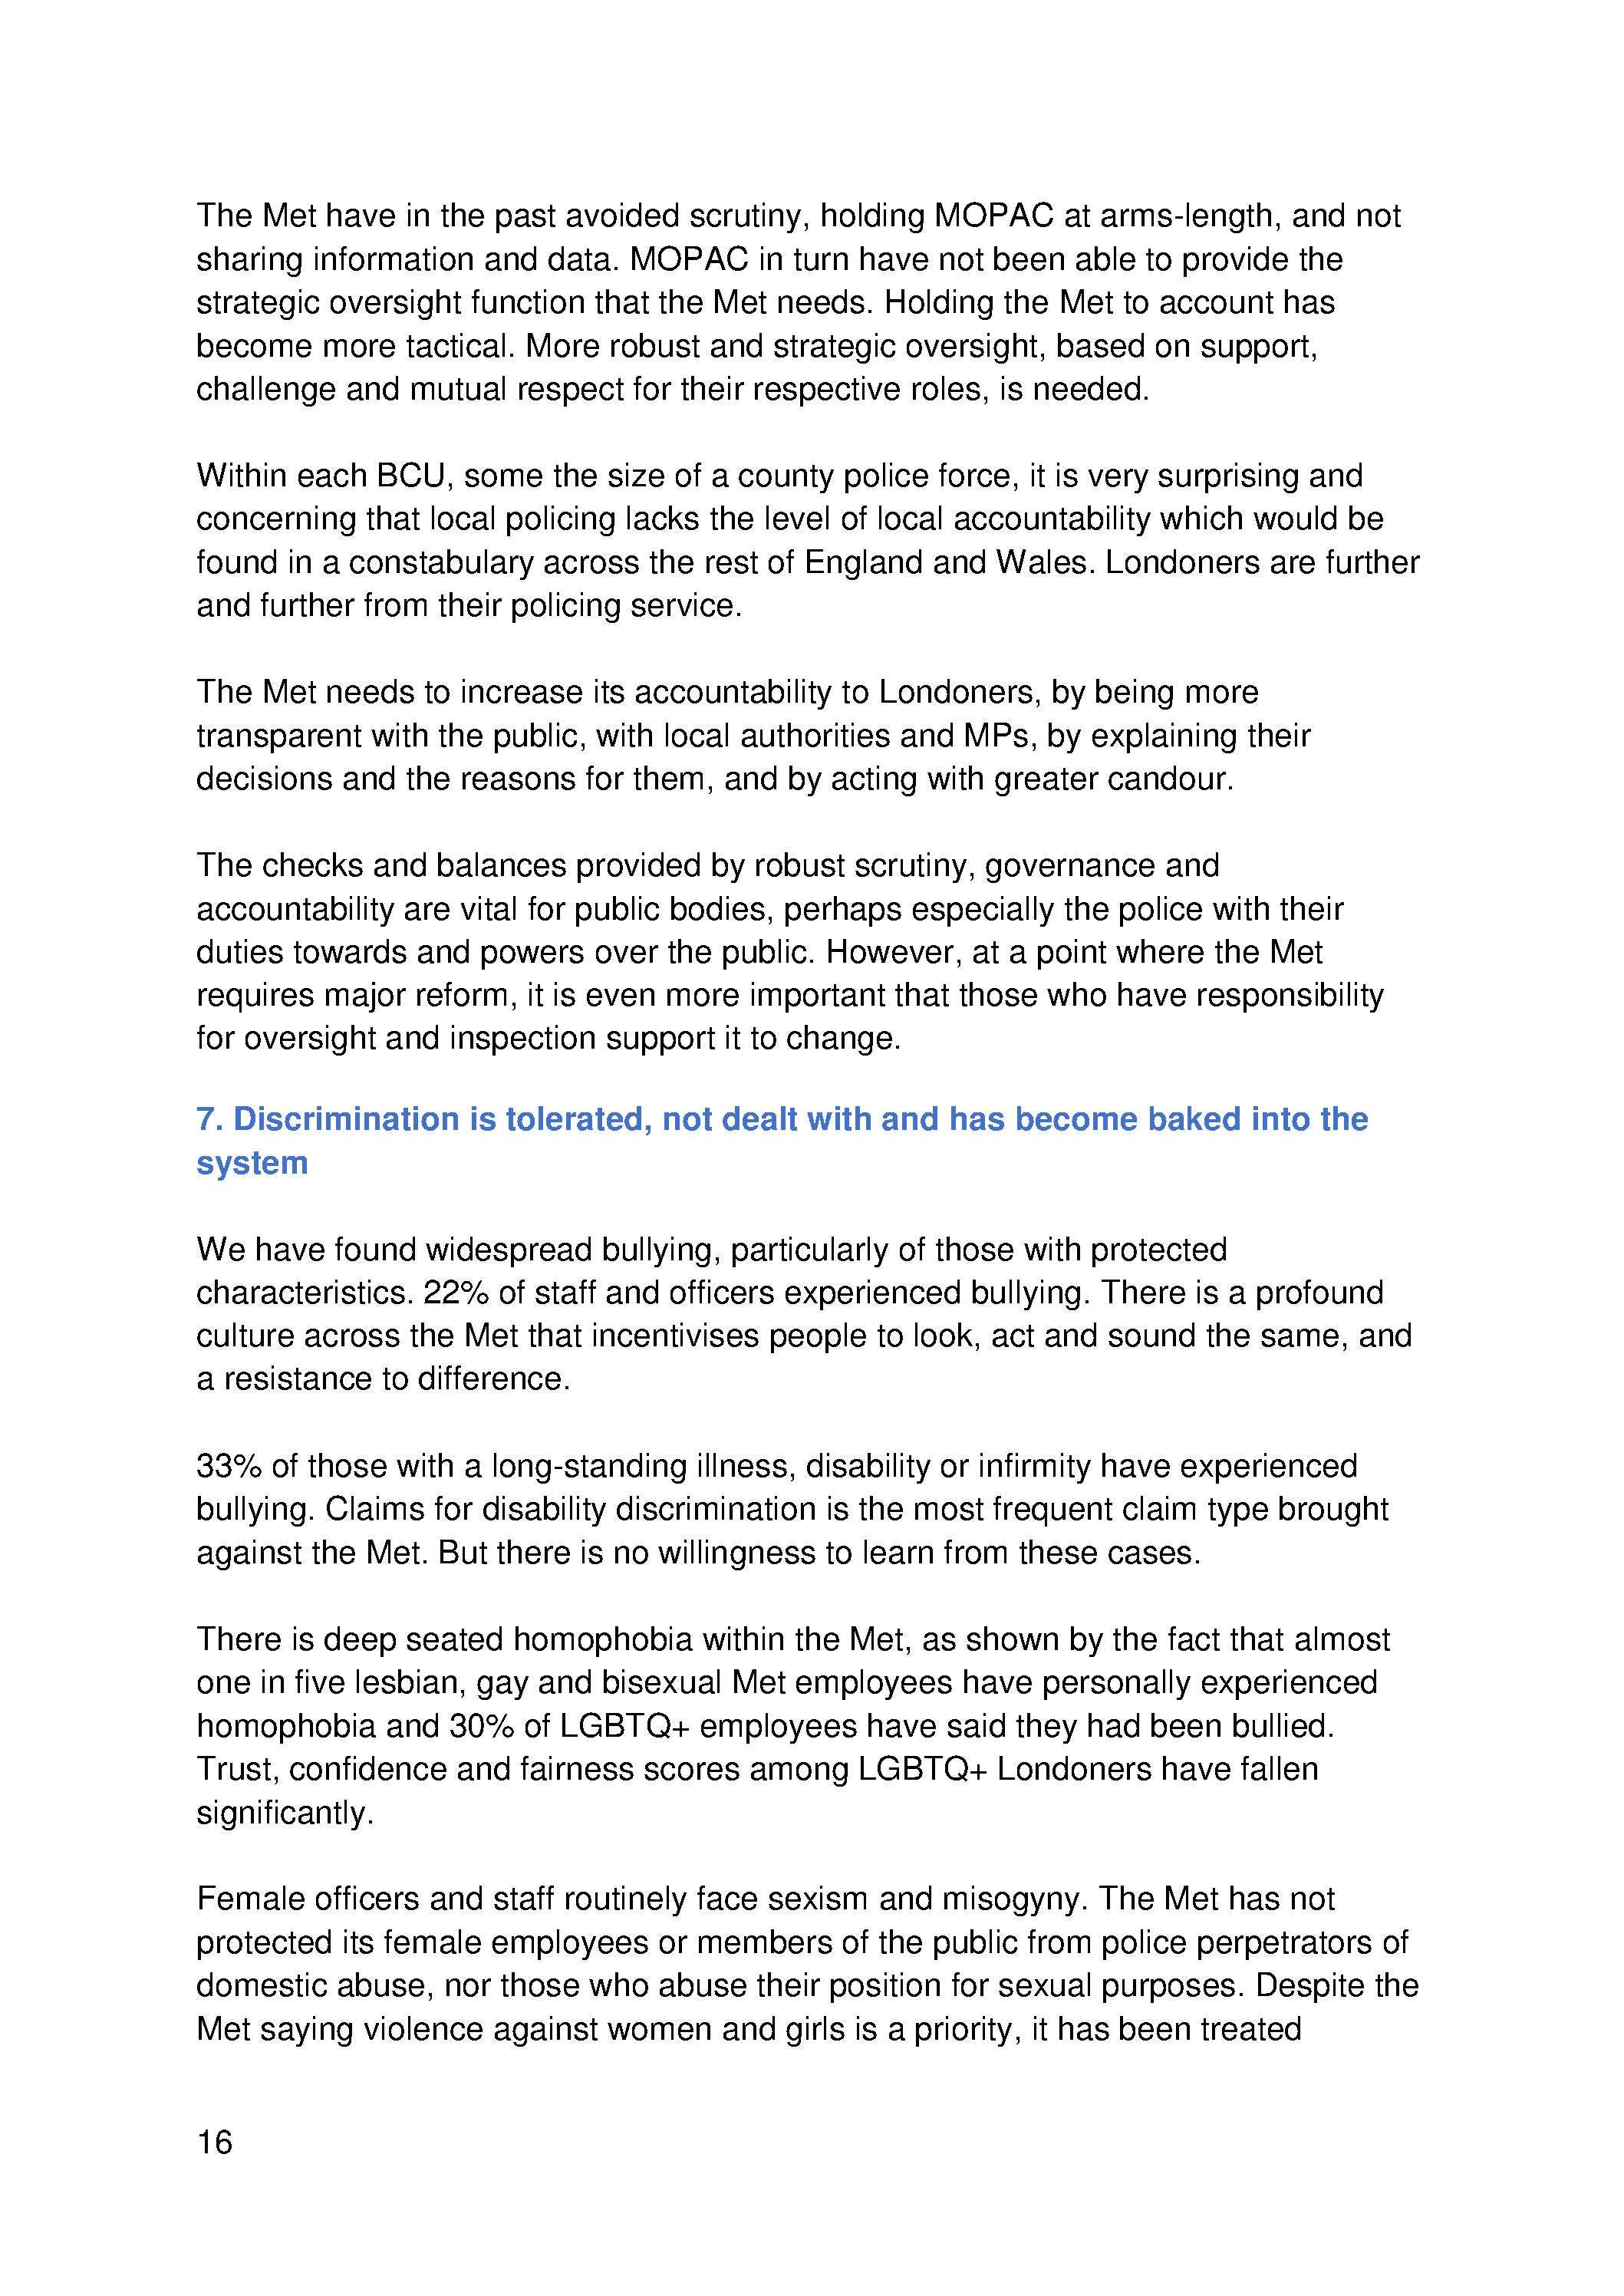 The Met have in the past avoided scrutiny, holding MOPAC at arms-length, and not
sharing information and data. MOPAC in turn have not been able to provide the
strategic oversight function that the Met needs. Holding the Met to account has
become more tactical. More robust and strategic oversight, based on support,
challenge and mutual respect for their respective roles, is needed.
Within each BCU, some the size of a county police force, it is very surprising and
concerning that local policing lacks the level of local accountability which would be
found in a constabulary across the rest of England and Wales. Londoners are further
and further from their policing service.
The Met needs to increase its accountability to Londoners, by being more
transparent with the public, with local authorities and MPs, by explaining their
decisions and the reasons for them, and by acting with greater candour.
The checks and balances provided by robust scrutiny, governance and
accountability are vital for public bodies, perhaps especially the police with their
duties towards and powers over the public. However, at a point where the Met
requires major reform, it is even more important that those who have responsibility
for oversight and inspection support it to change.
7. Discrimination is tolerated, not dealt with and has become baked into the
system
We have found widespread bullying, particularly of those with protected
characteristics. 22% of staff and officers experienced bullying. There is a profound
culture across the Met that incentivises people to look, act and sound the same, and
a resistance to difference.
33% of those with a long-standing illness, disability or infirmity have experienced
bullying. Claims for disability discrimination is the most frequent claim type brought
against the Met. But there is no willingness to learn from these cases.
There is deep seated homophobia within the Met, as shown by the fact that almost
one in five lesbian, gay and bisexual Met employees have personally experienced
homophobia and 30% of LGBTQ+ employees have said they had been bullied.
Trust, confidence and fairness scores among LGBTQ+ Londoners have fallen
significantly.
Female officers and staff routinely face sexism and misogyny. The Met has not
protected its female employees or members of the public from police perpetrators of
domestic abuse, nor those who abuse their position for sexual purposes. Despite the
Met saying violence against women and girls is a priority, it has been treated
16